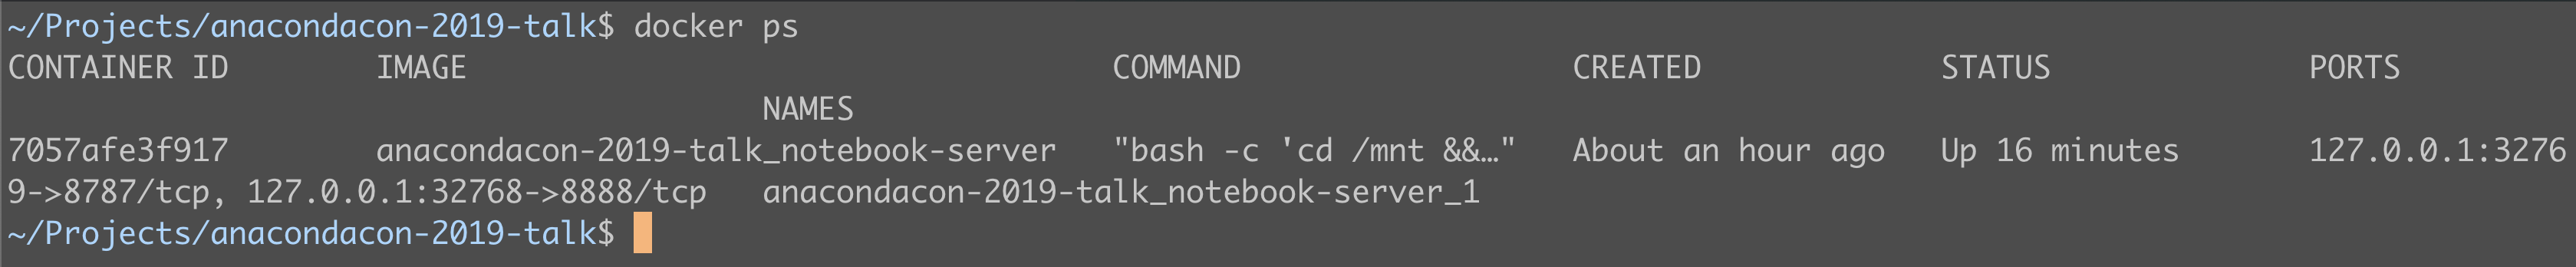 ~/Projects/anacondacon-2019-talk$ docker ps
CONTAINER ID        IMAGE                                   COMMAND                  CREATED             STATUS              PORTS
                                         NAMES
7057afe3f917        anacondacon-2019-talk_notebook-server   "bash -c 'cd /mnt &&…"   About an hour ago   Up 16 minutes       127.0.0.1:3276
9->8787/tcp, 127.0.0.1:32768->8888/tcp   anacondacon-2019-talk_notebook-server_1
~/Projects/anacondacon-2019-talk$